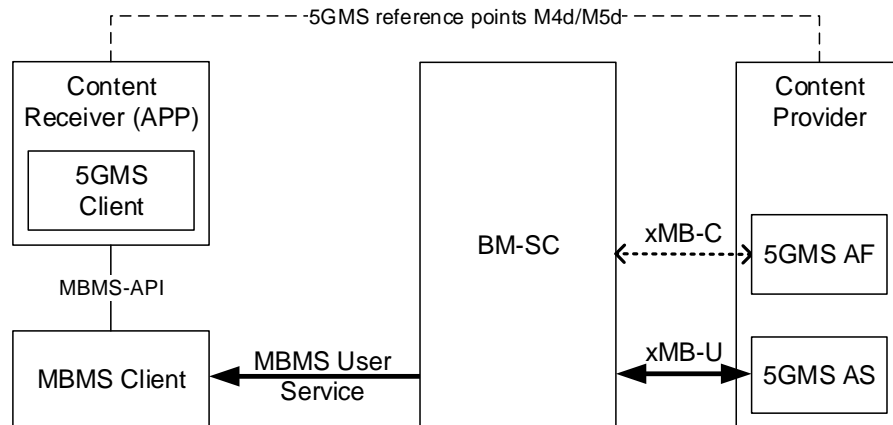 5GMS reference points M4d/M5d
Content
Receiver (APP)
5GMS
Client
MBMS-API
MBMS Client
MBMS User
Service
BM-SC
xMB-C
xMB-U
Content
Provider
5GMS AF
5GMS AS